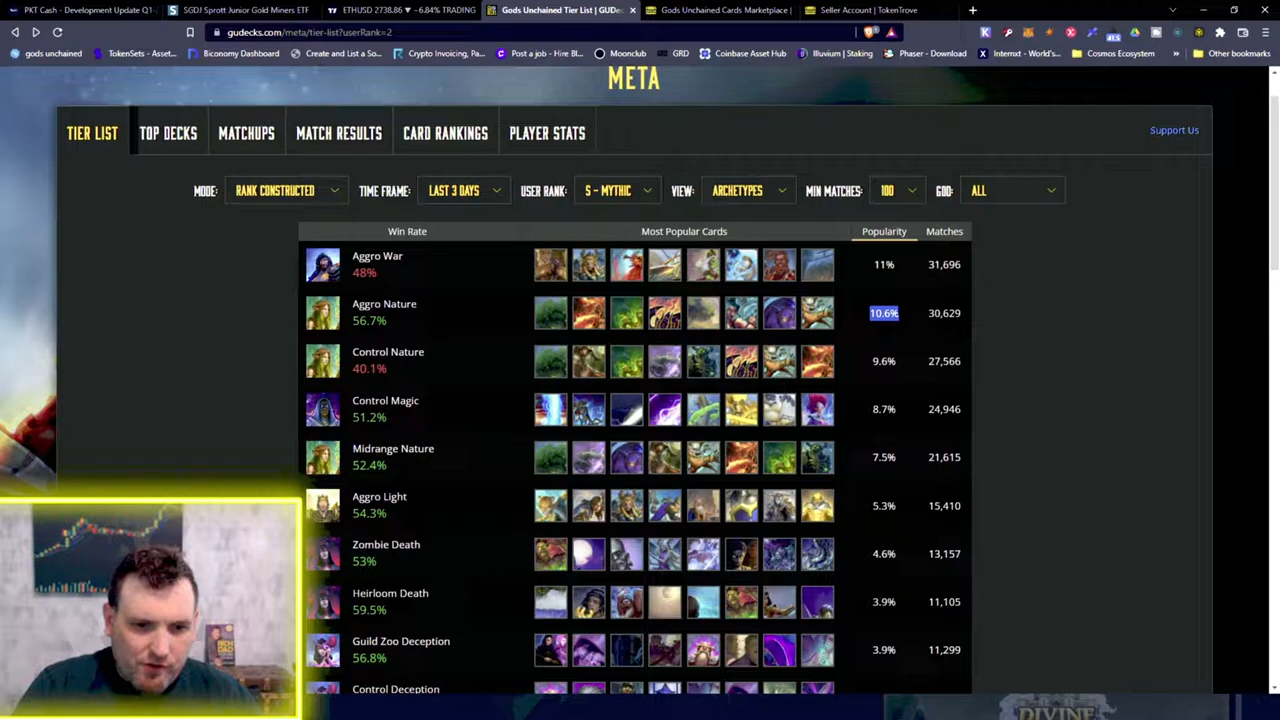 PKT Cash - Development Update Q1-
SGDJ Sprott Junior Gold Miners ETF
ETHUSD 2738.86 ▼ -6.84% TRADING
Gods Unchained Tier List | GUDec
Gods Unchained Cards Marketplace |
Seller Account | TokenTrove
gudecks.com/meta/tier-list?userRank=2
gods unchained
TokenSets - Asset...
Biconomy Dashboard
Create and List a So...
Crypto Invoicing, Pa...
Post a job - Hire Bl...
Moonclub
GRD
Coinbase Asset Hub
Illuvium | Staking
Phaser - Download
Internxt - World's...
Cosmos Ecosystem
Other bookmarks
META
TIER LIST
TOP DECKS
MATCHUPS
MATCH RESULTS
CARD RANKINGS
PLAYER STATS
Support Us
MODE: RANK CONSTRUCTED TIME FRAME: LAST 3 DAYS USER RANK: 5 - MYTHIC VIEW: ARCHETYPES MIN MATCHES: 100 GOD: ALL
Win Rate Most Popular Cards Popularity Matches
Aggro War
48% 11% 31,696
Aggro Nature
56.7% 10.6% 30,629
Control Nature
40.1% 9.6% 27,566
Control Magic
51.2% 8.7% 24,946
Midrange Nature
52.4% 7.5% 21,615
Aggro Light
54.3% 5.3% 15,410
Zombie Death
53% 4.6% 13,157
Heirloom Death
59.5% 3.9% 11,105
Guild Zoo Deception
56.8% 3.9% 11,299
Control Deception
RICH
DAD
DIVINE